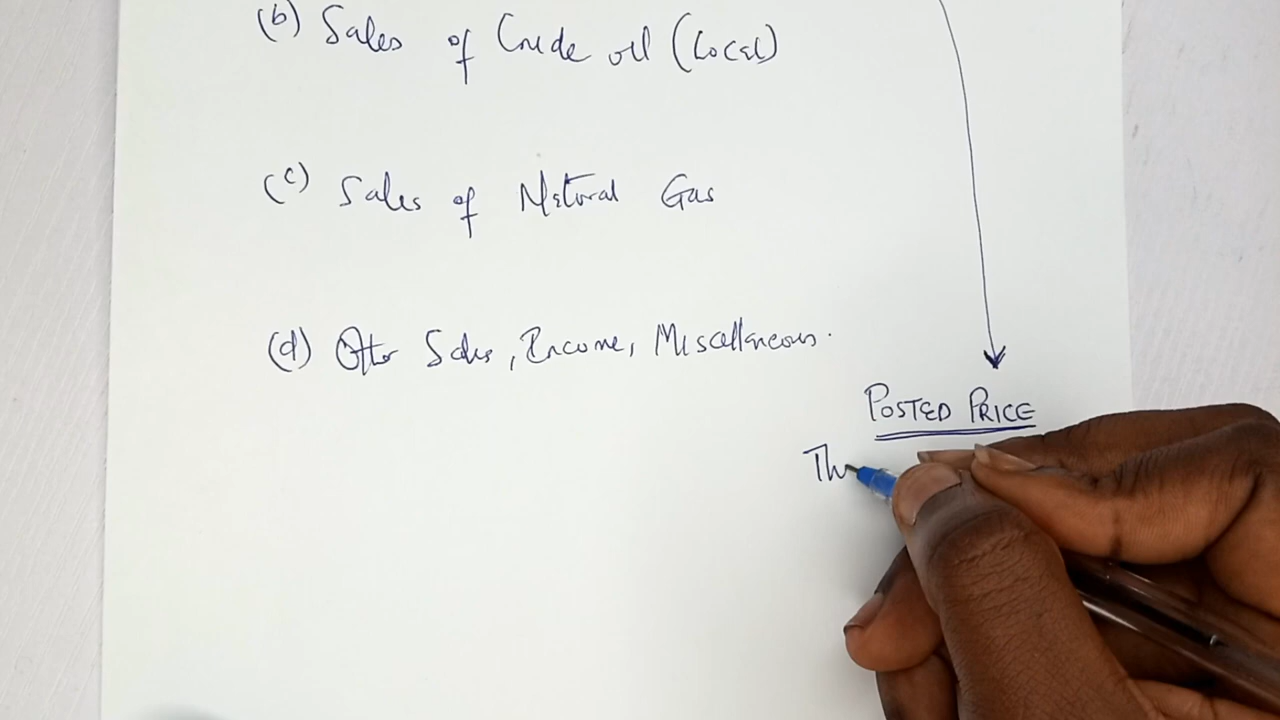 (b) Sales of Crude oil (Local)
(c) Sales of Natural Gas
(d) Other Sales, Income, Miscellaneous.
POSTED PRICE
Th